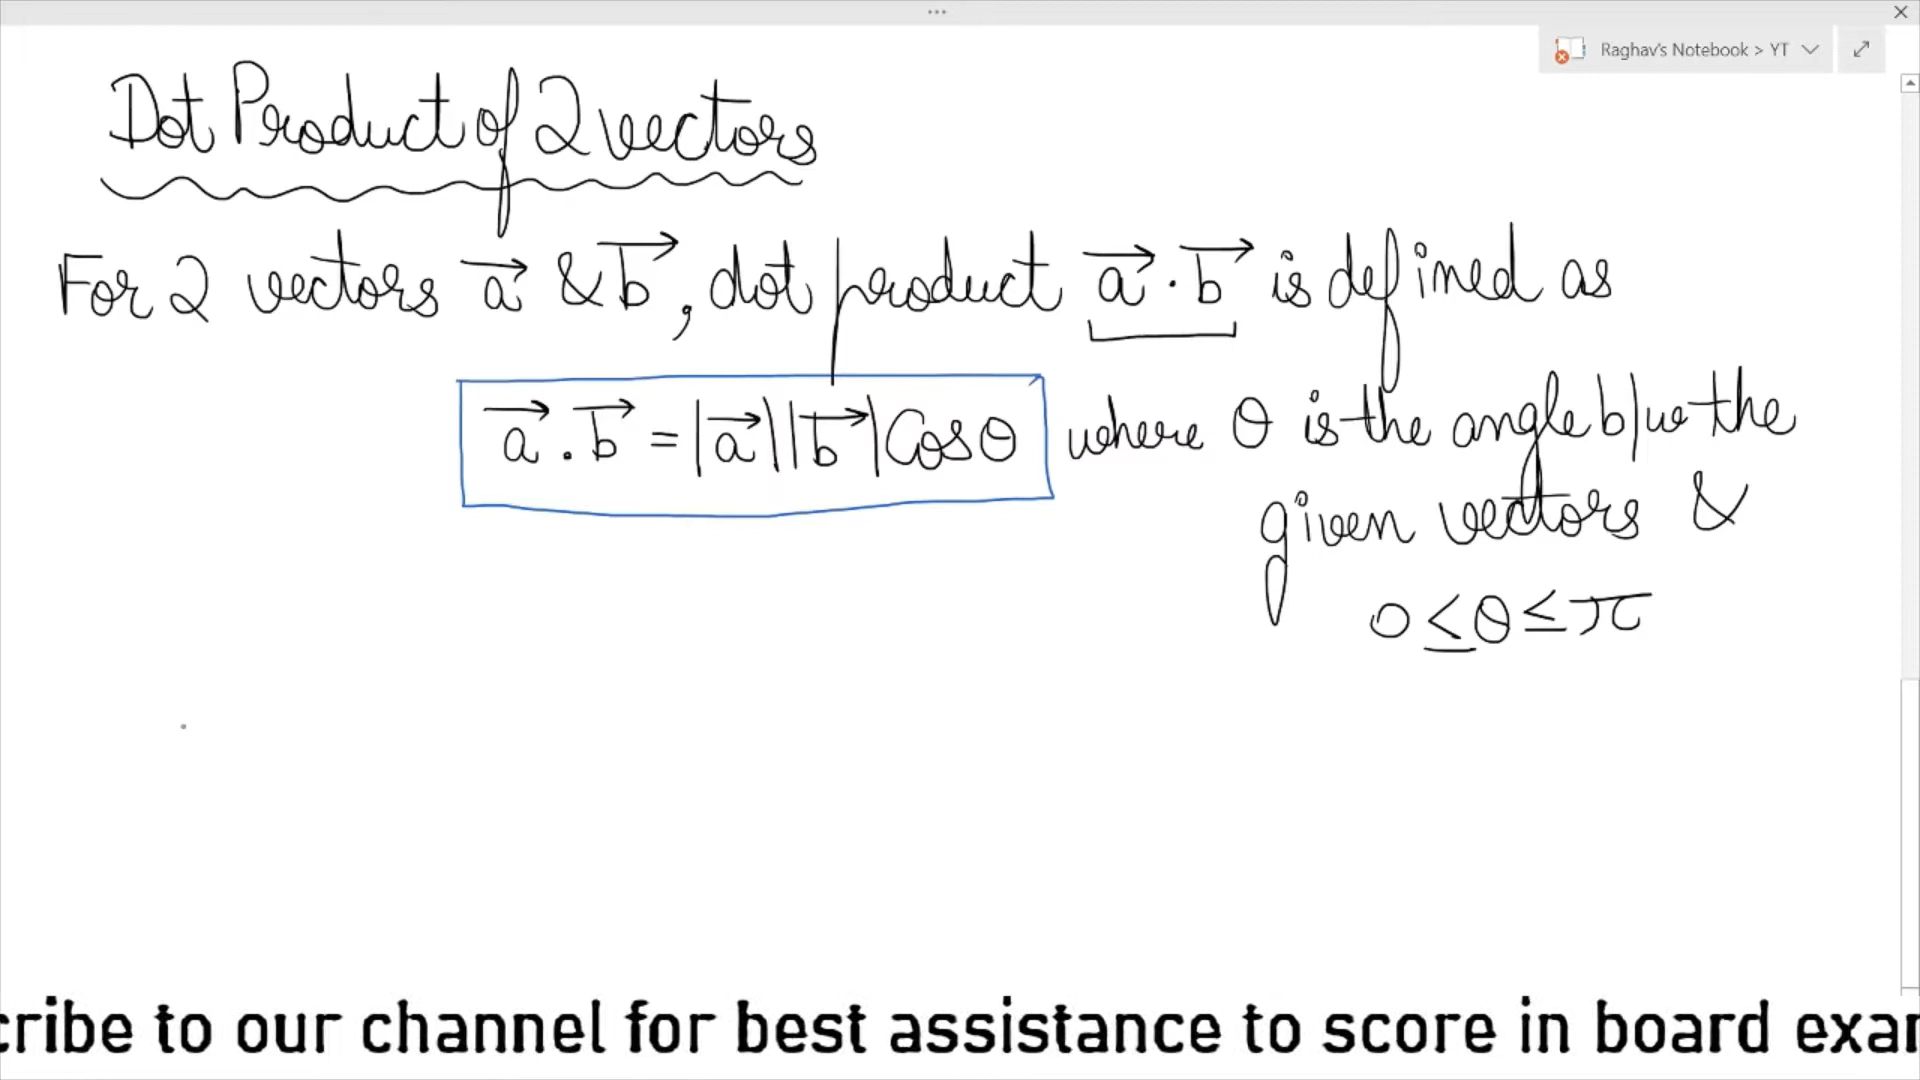 Raghav's Notebook > YT
Dot Product of 2 vectors
For 2 vectors a⃗ & b⃗, dot product a⃗ . b⃗ is defined as
a⃗ . b⃗ = |a⃗||b⃗|Cosθ where θ is the angle b/w the
given vectors &
0 ≤ θ ≤ π
cribe to our channel for best assistance to score in board exa